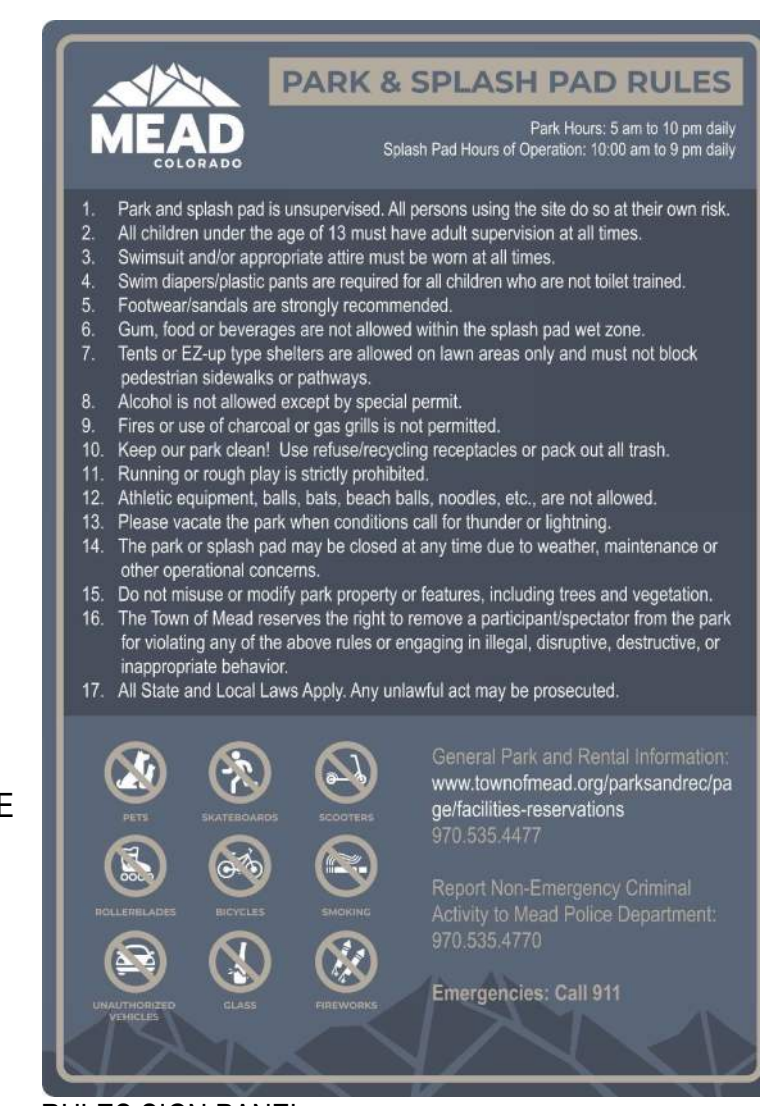 MEAD
COLORADO
PARK & SPLASH PAD RULES
Park Hours: 5 am to 10 pm daily
Splash Pad Hours of Operation: 10:00 am to 9 pm daily
1. Park and splash pad is unsupervised. All persons using the site do so at their own risk.
2. All children under the age of 13 must have adult supervision at all times.
3. Swimsuit and/or appropriate attire must be worn at all times.
4. Swim diapers/plastic pants are required for all children who are not toilet trained.
5. Footwear/sandals are strongly recommended.
6. Gum, food or beverages are not allowed within the splash pad wet zone.
7. Tents or EZ-up type shelters are allowed on lawn areas only and must not block
pedestrian sidewalks or pathways.
8. Alcohol is not allowed except by special permit.
9. Fires or use of charcoal or gas grills is not permitted.
10. Keep our park clean! Use refuse/recycling receptacles or pack out all trash.
11. Running or rough play is strictly prohibited.
12. Athletic equipment, balls, bats, beach balls, noodles, etc., are not allowed.
13. Please vacate the park when conditions call for thunder or lightning.
14. The park or splash pad may be closed at any time due to weather, maintenance or
other operational concerns.
15. Do not misuse or modify park property or features, including trees and vegetation.
16. The Town of Mead reserves the right to remove a participant/spectator from the park
for violating any of the above rules or engaging in illegal, disruptive, destructive, or
inappropriate behavior.
17. All State and Local Laws Apply. Any unlawful act may be prosecuted.
E
PETS
SKATEBOARDS
SCOOTERS
ROLLERBLADES
BICYCLES
SMOKING
UNAUTHORIZED
VEHICLES
GLASS
FIREWORKS
General Park and Rental Information:
www.townofmead.org/parksandrec/pa
ge/facilities-reservations
970.535.4477
Report Non-Emergency Criminal
Activity to Mead Police Department:
970.535.4770
Emergencies: Call 911
RULES SIGN PANEL